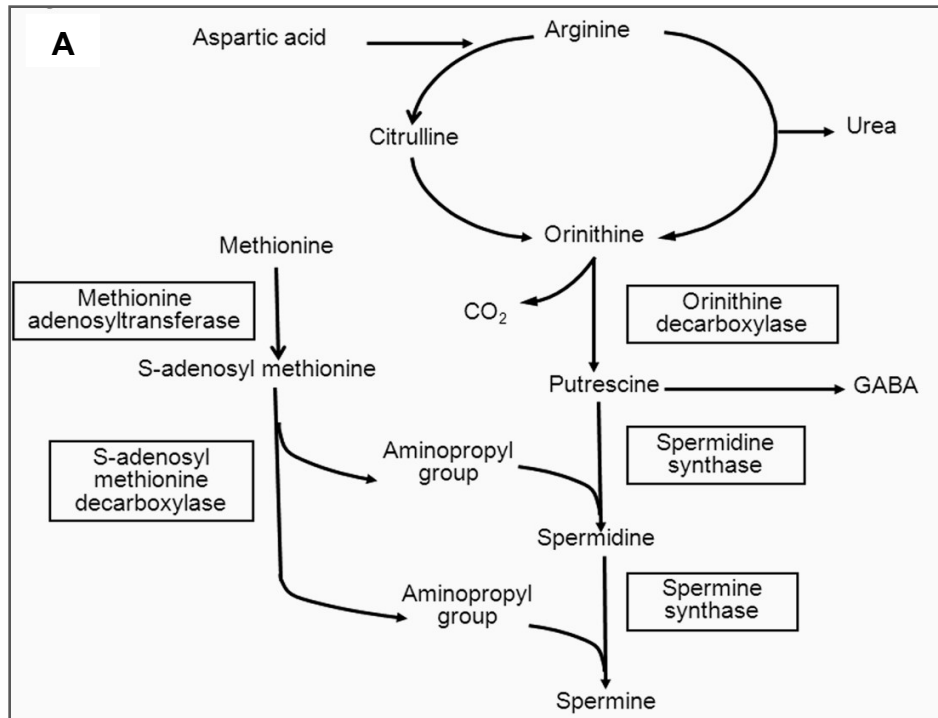 A
Aspartic acid
Arginine
Citrulline
Urea
Orinithine
Methionine
CO₂
Methionine
adenosyltransferase
Orinithine
decarboxylase
S-adenosyl methionine
Putrescine
GABA
S-adenosyl
methionine
decarboxylase
Aminopropyl
group
Spermidine
synthase
Spermidine
Aminopropyl
group
Spermine
synthase
Spermine